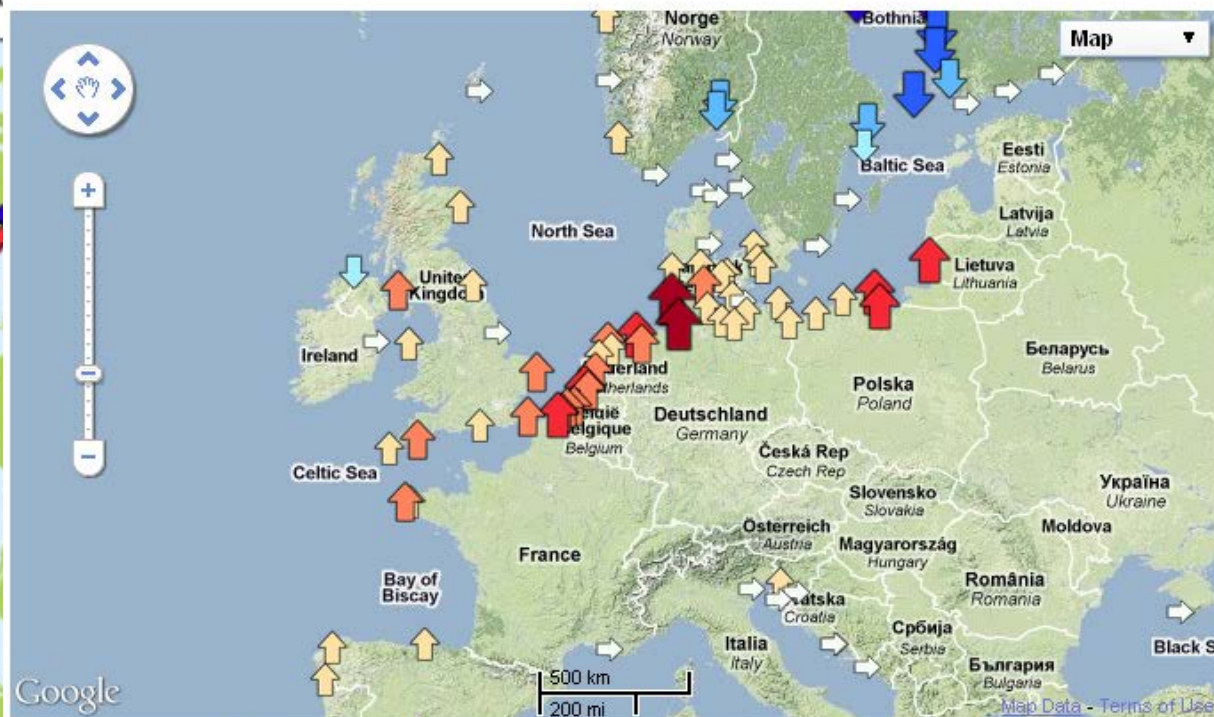 Norge
Norway
Bothnia
Map
Eesti
Estonia
Baltic Sea
Latvija
Latvia
North Sea
Lietuva
Lithuania
United
Kingdom
Ireland
Беларусь
Belarus
Polska
Poland
Deutschland
Germany
Belgium
Celtic Sea
Česká Rep
Czech Rep
Slovensko
Slovakia
Україна
Ukraine
Österreich
Austria
Moldova
Magyarország
Hungary
France
Bay of
Biscay
România
Romania
Croatia
Србија
Serbia
Italia
Italy
Black S
България
Bulgaria
500 km
200 mi
Google
Map Data - Terms of Use